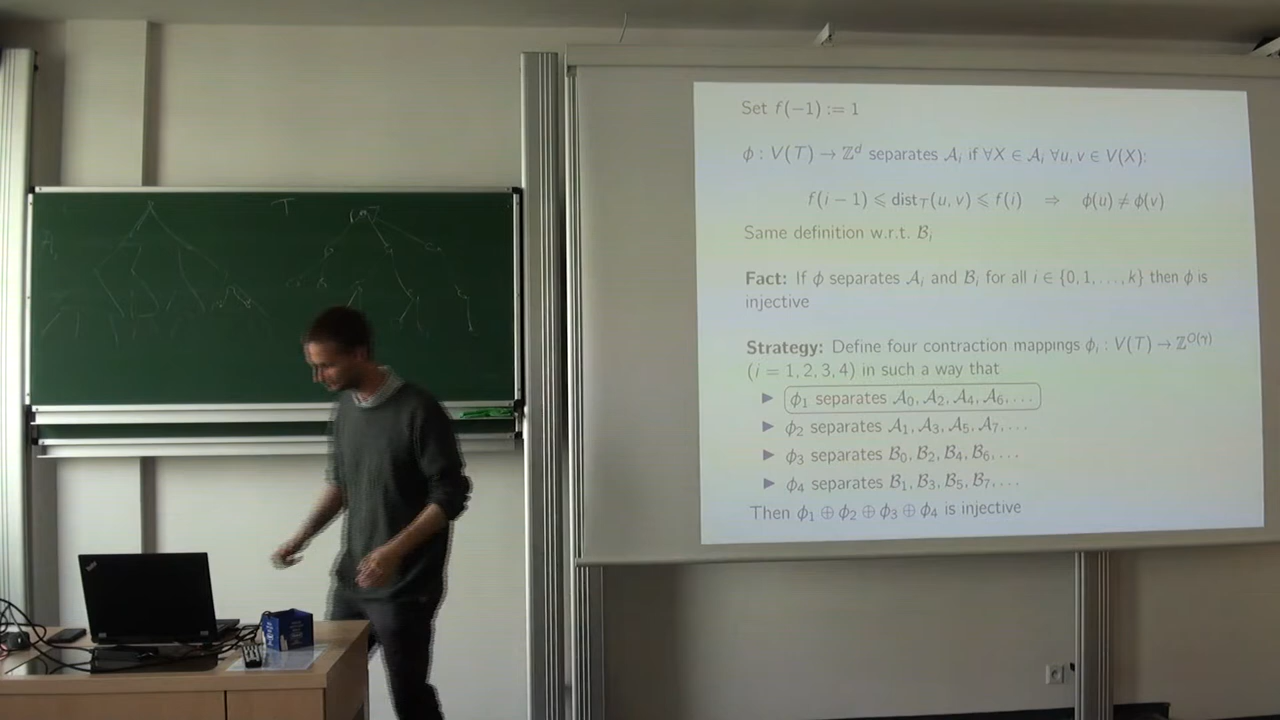 T
Set f(−1) := 1
ϕ : V(T) → ℤ^d separates 𝒜_i if ∀X ∈ 𝒜_i ∀u, v ∈ V(X):
f(i − 1) ⩽ dist_T(u, v) ⩽ f(i) ⇒ ϕ(u) ≠ ϕ(v)
Same definition w.r.t. ℬ_i
Fact: If ϕ separates 𝒜_i and ℬ_i for all i ∈ {0, 1, . . . , k} then ϕ is
injective
Strategy: Define four contraction mappings ϕ_i : V(T) → ℤ^{O(γ)}
(i = 1, 2, 3, 4) in such a way that
▶ ϕ_1 separates 𝒜_0, 𝒜_2, 𝒜_4, 𝒜_6, . . .
▶ ϕ_2 separates 𝒜_1, 𝒜_3, 𝒜_5, 𝒜_7, . . .
▶ ϕ_3 separates ℬ_0, ℬ_2, ℬ_4, ℬ_6, . . .
▶ ϕ_4 separates ℬ_1, ℬ_3, ℬ_5, ℬ_7, . . .
Then ϕ_1 ⊕ ϕ_2 ⊕ ϕ_3 ⊕ ϕ_4 is injective